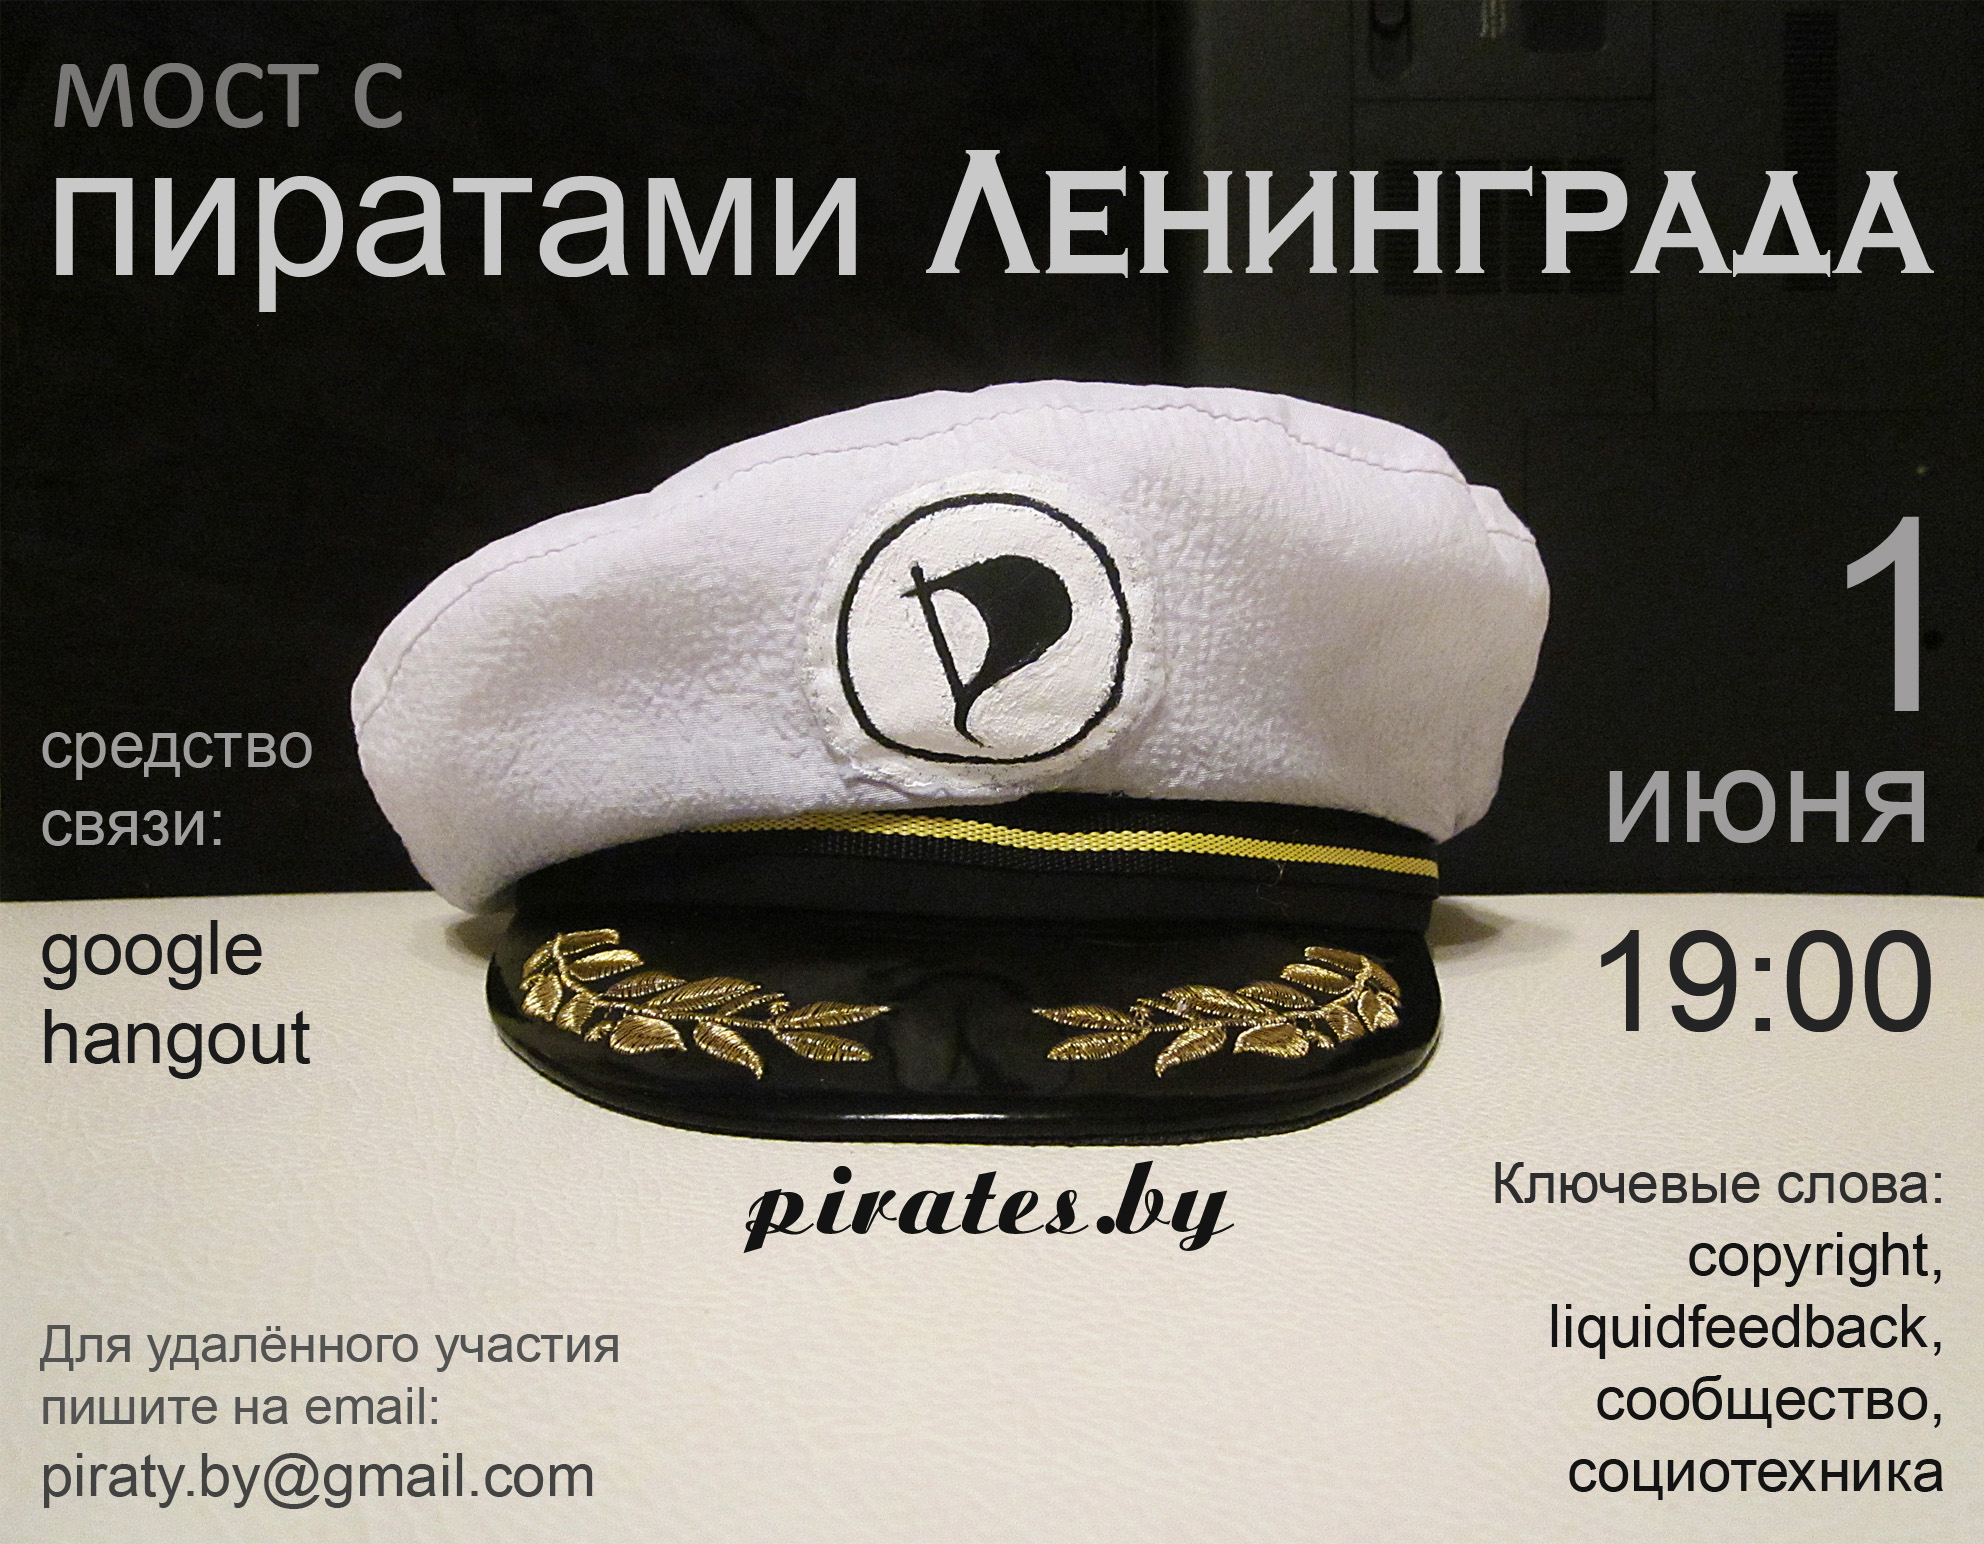 мост с
пиратами Ленинграда
1
июня
19:00
средство
связи:
google
hangout
pirates.by
Ключевые слова:
copyright,
liquidfeedback,
сообщество,
социотехника
Для удалённого участия
пишите на email:
piraty.by@gmail.com